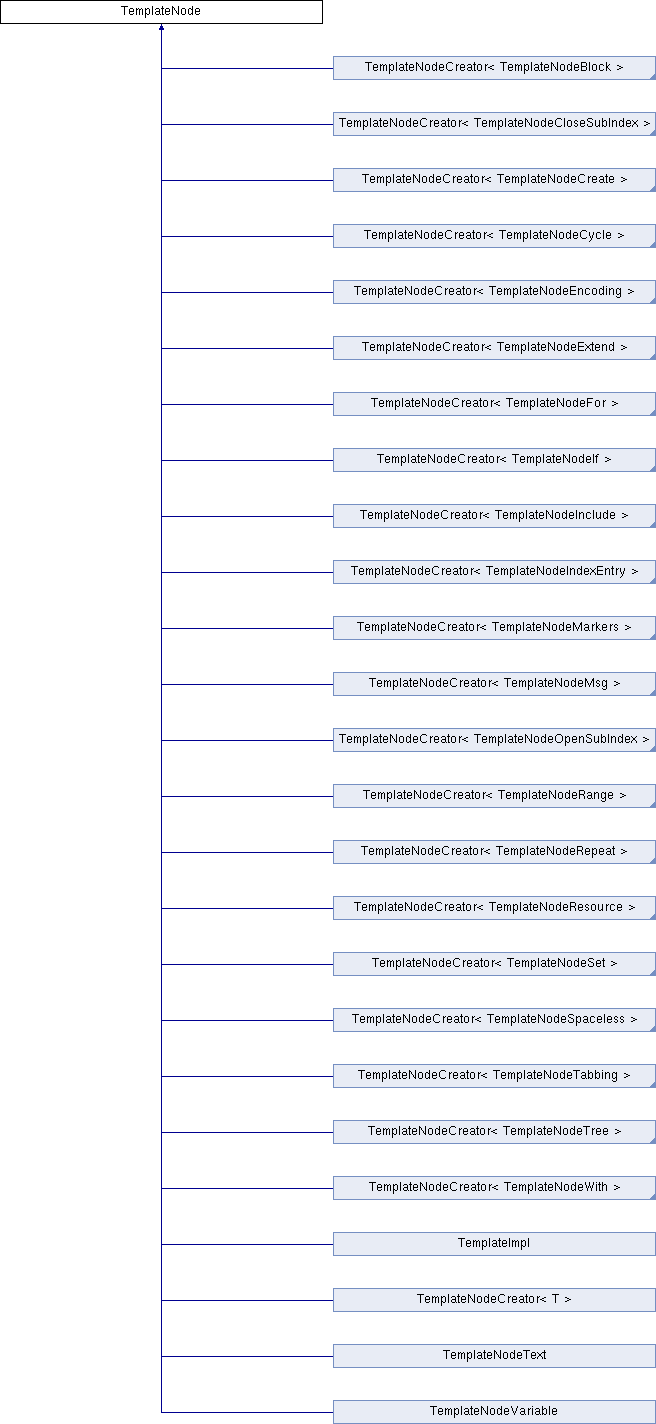 TemplateNode
TemplateNodeCreator< TemplateNodeBlock >
TemplateNodeCreator< TemplateNodeCloseSubIndex >
TemplateNodeCreator< TemplateNodeCreate >
TemplateNodeCreator< TemplateNodeCycle >
TemplateNodeCreator< TemplateNodeEncoding >
TemplateNodeCreator< TemplateNodeExtend >
TemplateNodeCreator< TemplateNodeFor >
TemplateNodeCreator< TemplateNodeIf >
TemplateNodeCreator< TemplateNodeInclude >
TemplateNodeCreator< TemplateNodeIndexEntry >
TemplateNodeCreator< TemplateNodeMarkers >
TemplateNodeCreator< TemplateNodeMsg >
TemplateNodeCreator< TemplateNodeOpenSubIndex >
TemplateNodeCreator< TemplateNodeRange >
TemplateNodeCreator< TemplateNodeRepeat >
TemplateNodeCreator< TemplateNodeResource >
TemplateNodeCreator< TemplateNodeSet >
TemplateNodeCreator< TemplateNodeSpaceless >
TemplateNodeCreator< TemplateNodeTabbing >
TemplateNodeCreator< TemplateNodeTree >
TemplateNodeCreator< TemplateNodeWith >
TemplateImpl
TemplateNodeCreator< T >
TemplateNodeText
TemplateNodeVariable